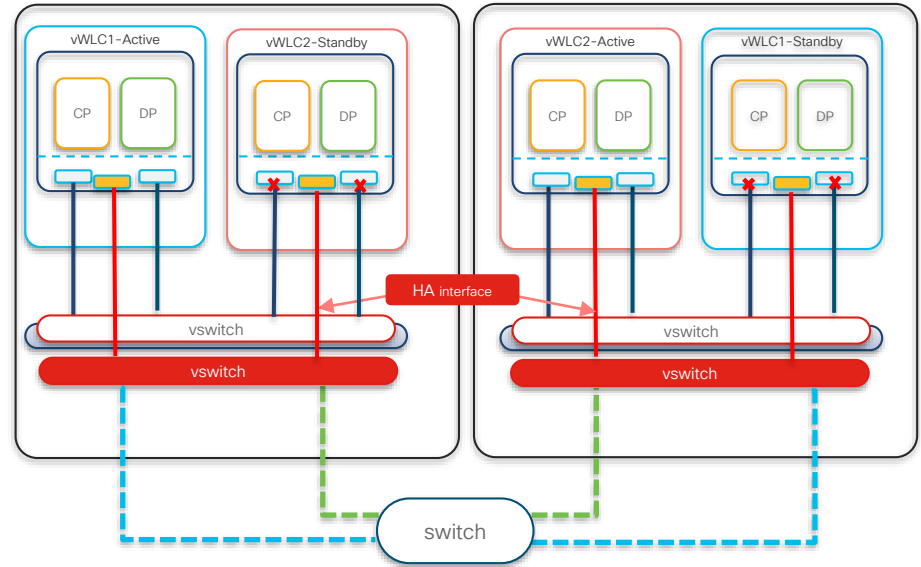 vWLC1-Active
vWLC2-Standby
vWLC2-Active
vWLC1-Standby
CP
DP
CP
DP
CP
DP
CP
DP
HA interface
vswitch
vswitch
vswitch
vswitch
switch